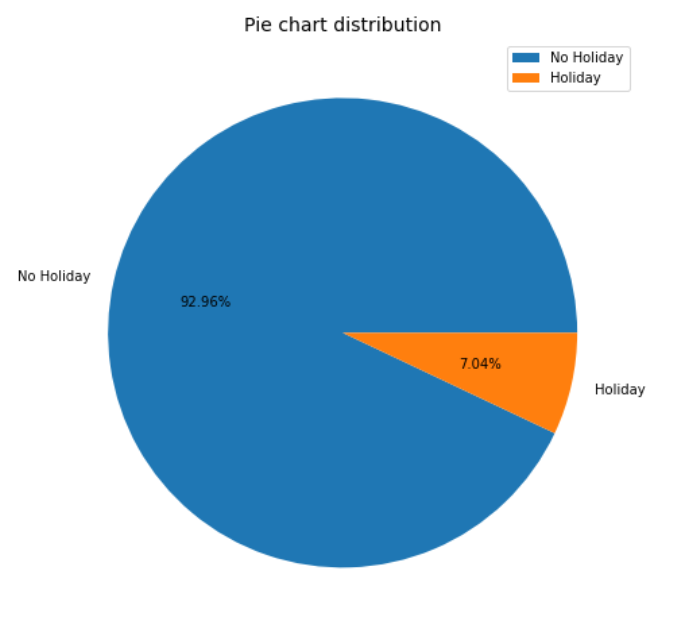 Pie chart distribution
No Holiday
Holiday
No Holiday
92.96%
7.04%
Holiday